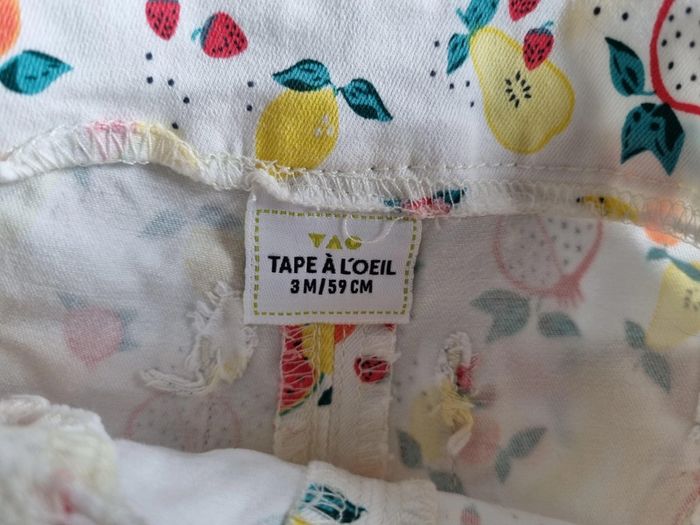 TAO
TAPE À L'OEIL
3 M/59 CM